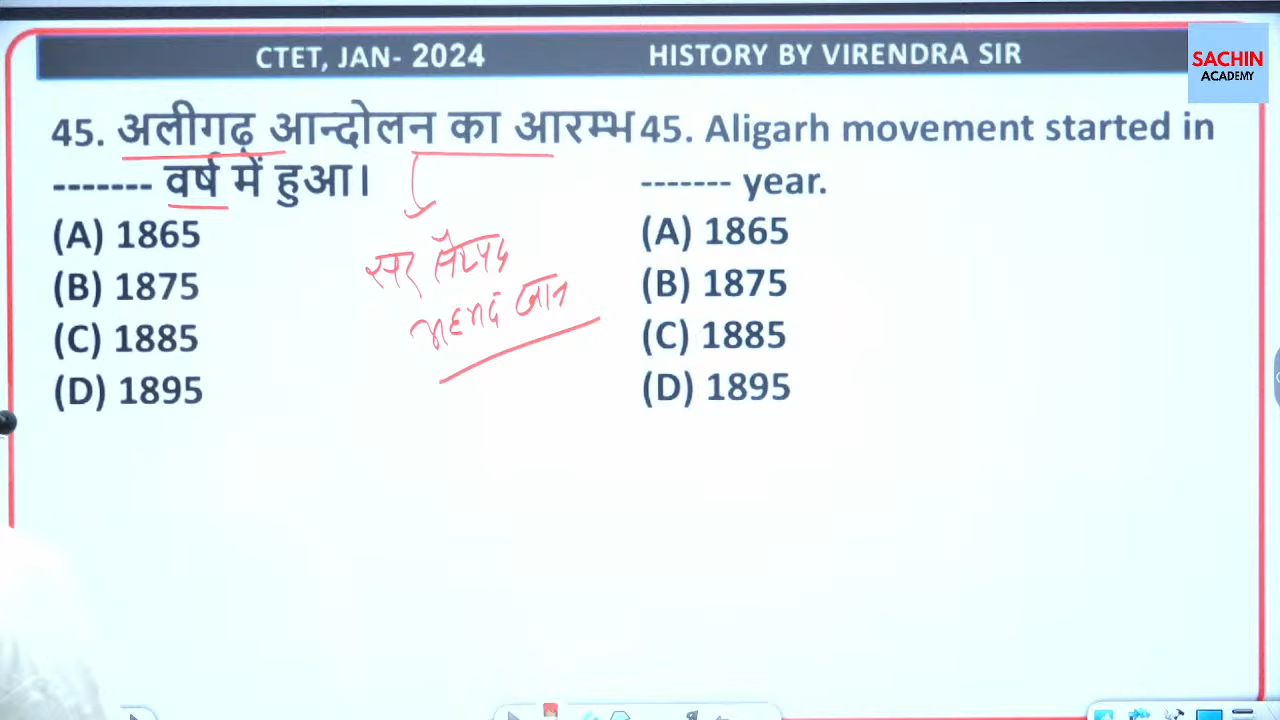 CTET, JAN- 2024
HISTORY BY VIRENDRA SIR
SACHIN
ACADEMY
45. अलीगढ़ आन्दोलन का आरम्भ
------- वर्ष में हुआ।
(A) 1865
(B) 1875
(C) 1885
(D) 1895
सर सैय्यद
अहमद खान
45. Aligarh movement started in
------- year.
(A) 1865
(B) 1875
(C) 1885
(D) 1895